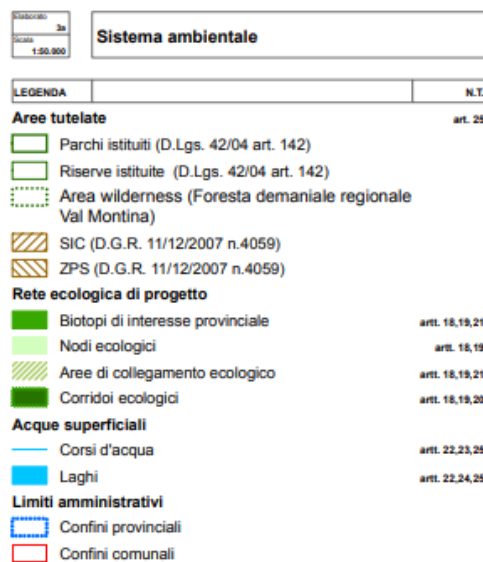 Elaborato
3a
Scala
1:50.000
Sistema ambientale
LEGENDA N.T.
Aree tutelate art. 25
Parchi istituiti (D.Lgs. 42/04 art. 142)
Riserve istituite (D.Lgs. 42/04 art. 142)
Area wilderness (Foresta demaniale regionale
Val Montina)
SIC (D.G.R. 11/12/2007 n.4059)
ZPS (D.G.R. 11/12/2007 n.4059)
Rete ecologica di progetto
Biotopi di interesse provinciale artt. 18,19,21
Nodi ecologici artt. 18,19
Aree di collegamento ecologico artt. 18,19,21
Corridoi ecologici artt. 18,19,20
Acque superficiali
Corsi d'acqua artt. 22,23,25
Laghi artt. 22,24,25
Limiti amministrativi
Confini provinciali
Confini comunali